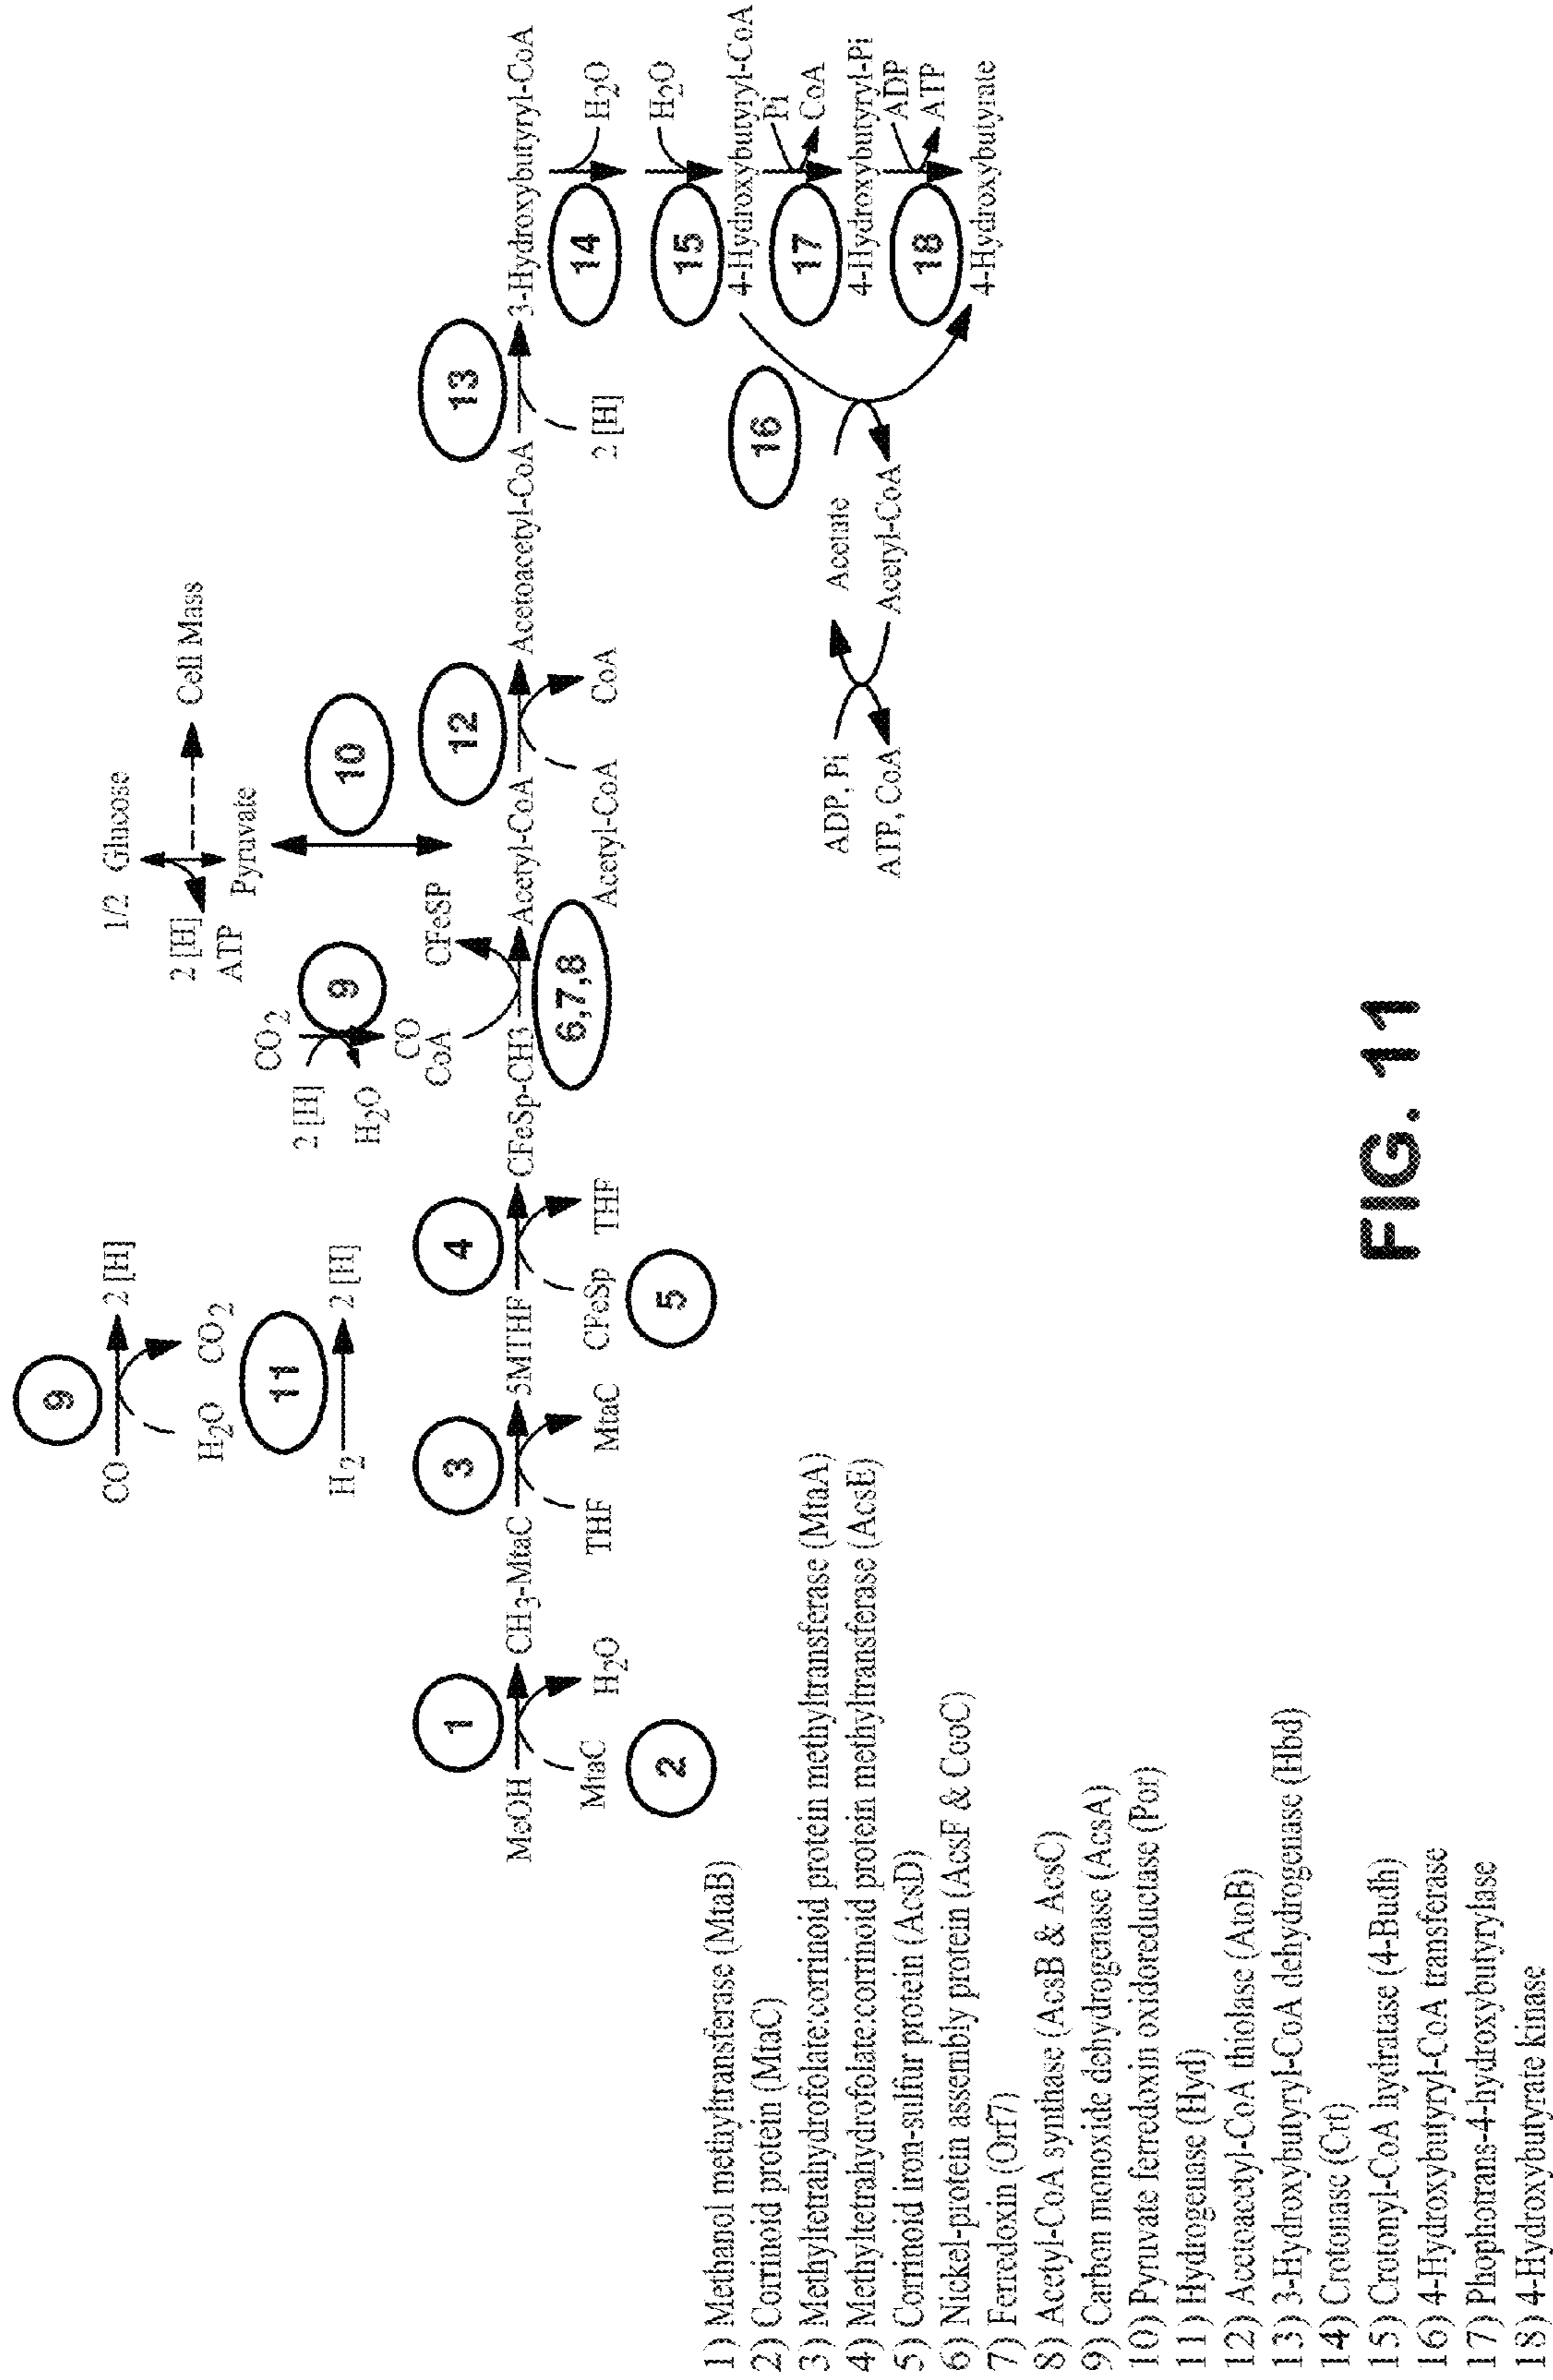 9
CO
2 [H]
H2O
CO2
11
H2
2 [H]
1/2 Glucose
2 [H]
ATP
Cell Mass
Pyruvate
CO2
9
2 [H]
H2O
CO
CoA
CFeSP
10
1
3
4
12
13
MeOH
CH3-MtaC
5MTHF
CFeSp-CH3
Acetyl-CoA
Acetoacetyl-CoA
3-Hydroxybutyryl-CoA
MtaC
H2O
THF
MtaC
CFeSp
THF
6,7,8
Acetyl-CoA
CoA
2 [H]
14
H2O
2
5
15
H2O
4-Hydroxybutyryl-CoA
16
17
Pi
CoA
4-Hydroxybutyryl-Pi
18
ADP
ATP
4-Hydroxybutyrate
ADP, Pi
Acetate
ATP, CoA
Acetyl-CoA
1) Methanol methyltransferase (MtaB)
2) Corrinoid protein (MtaC)
3) Methyltetrahydrofolate:corrinoid protein methyltransferase (MtaA)
4) Methyltetrahydrofolate:corrinoid protein methyltransferase (AcsE)
5) Corrinoid iron-sulfur protein (AcsD)
6) Nickel-protein assembly protein (AcsF & CooC)
7) Ferredoxin (Orf7)
8) Acetyl-CoA synthase (AcsB & AcsC)
9) Carbon monoxide dehydrogenase (AcsA)
10) Pyruvate ferredoxin oxidoreductase (Por)
11) Hydrogenase (Hyd)
12) Acetoacetyl-CoA thiolase (AtoB)
13) 3-Hydroxybutyryl-CoA dehydrogenase (Hbd)
14) Crotonase (Crt)
15) Crotonyl-CoA hydratase (4-Budh)
16) 4-Hydroxybutyryl-CoA transferase
17) Phophotrans-4-hydroxybutyrylase
18) 4-Hydroxybutyrate kinase
FIG. 11